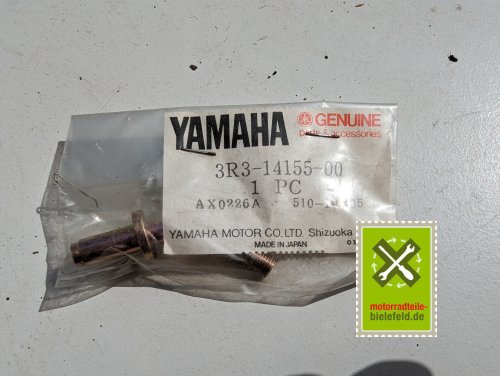 YAMAHA
GENUINE
parts & accessories
3R3-14155-00
1 PC
AX0226A
YAMAHA MOTOR CO.,LTD. Shizuoka
MADE IN JAPAN
motorradteile-
bielefeld.de